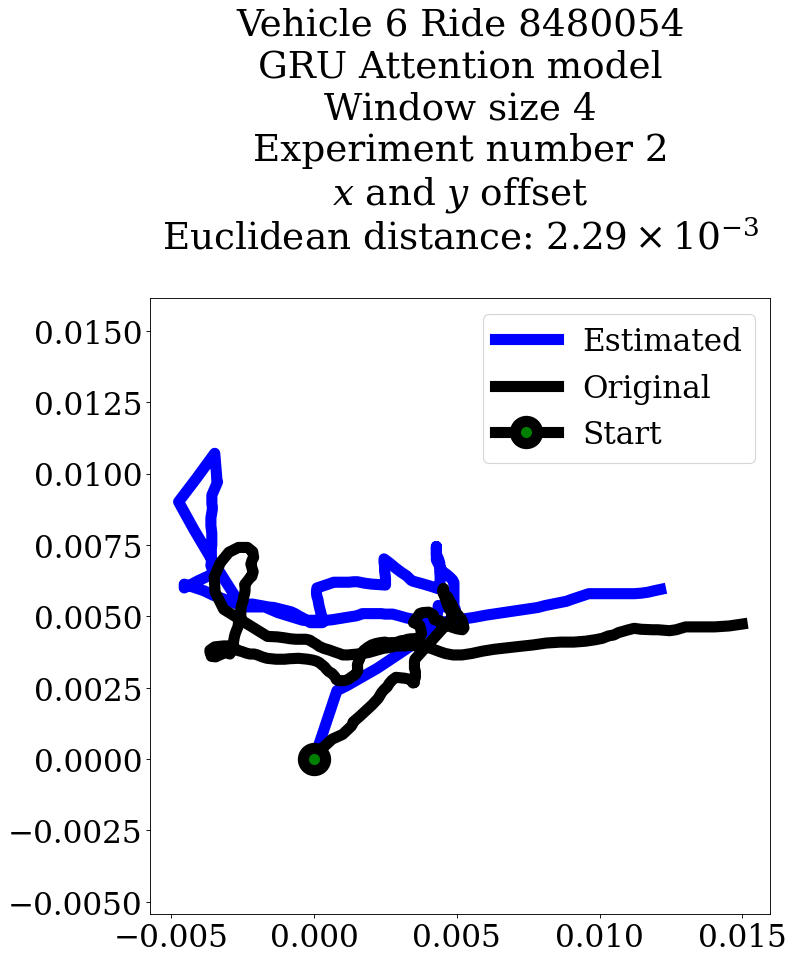 Vehicle 6 Ride 8480054
GRU Attention model
Window size 4
Experiment number 2
x and y offset
Euclidean distance: 2.29 × 10⁻³
Estimated
Original
Start
0.0150
0.0125
0.0100
0.0075
0.0050
0.0025
0.0000
−0.0025
−0.0050
−0.005 0.000 0.005 0.010 0.015